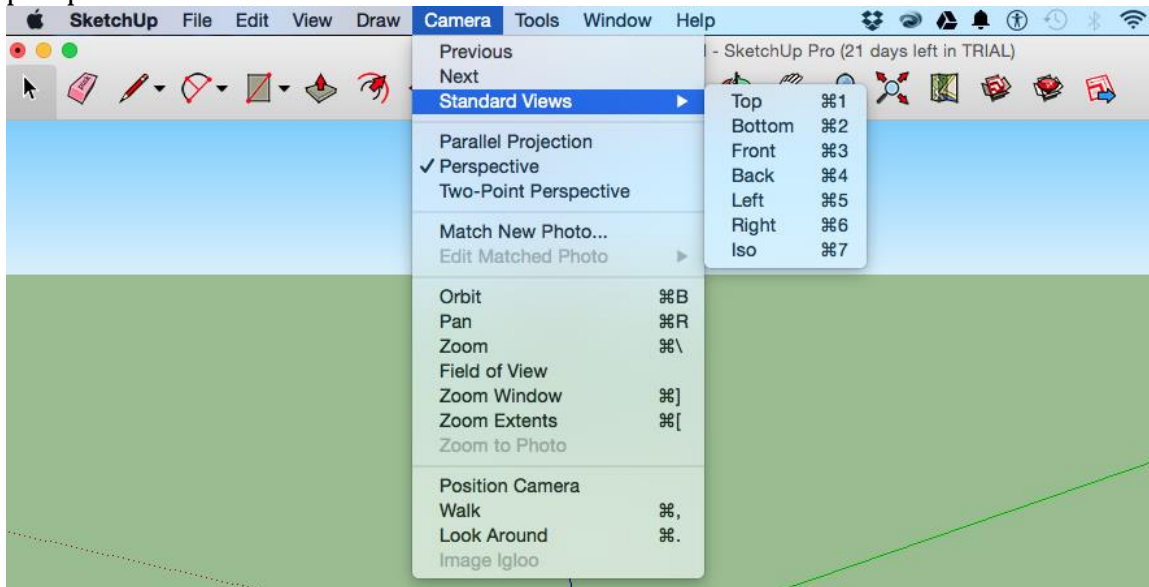 SketchUp File Edit View Draw Camera Tools Window Help
- SketchUp Pro (21 days left in TRIAL)
Previous
Next
Standard Views
Parallel Projection
✓ Perspective
Two-Point Perspective
Match New Photo...
Edit Matched Photo
Orbit ⌘B
Pan ⌘R
Zoom ⌘\
Field of View
Zoom Window ⌘]
Zoom Extents ⌘[
Zoom to Photo
Position Camera
Walk ⌘,
Look Around ⌘.
Image Igloo
Top ⌘1
Bottom ⌘2
Front ⌘3
Back ⌘4
Left ⌘5
Right ⌘6
Iso ⌘7